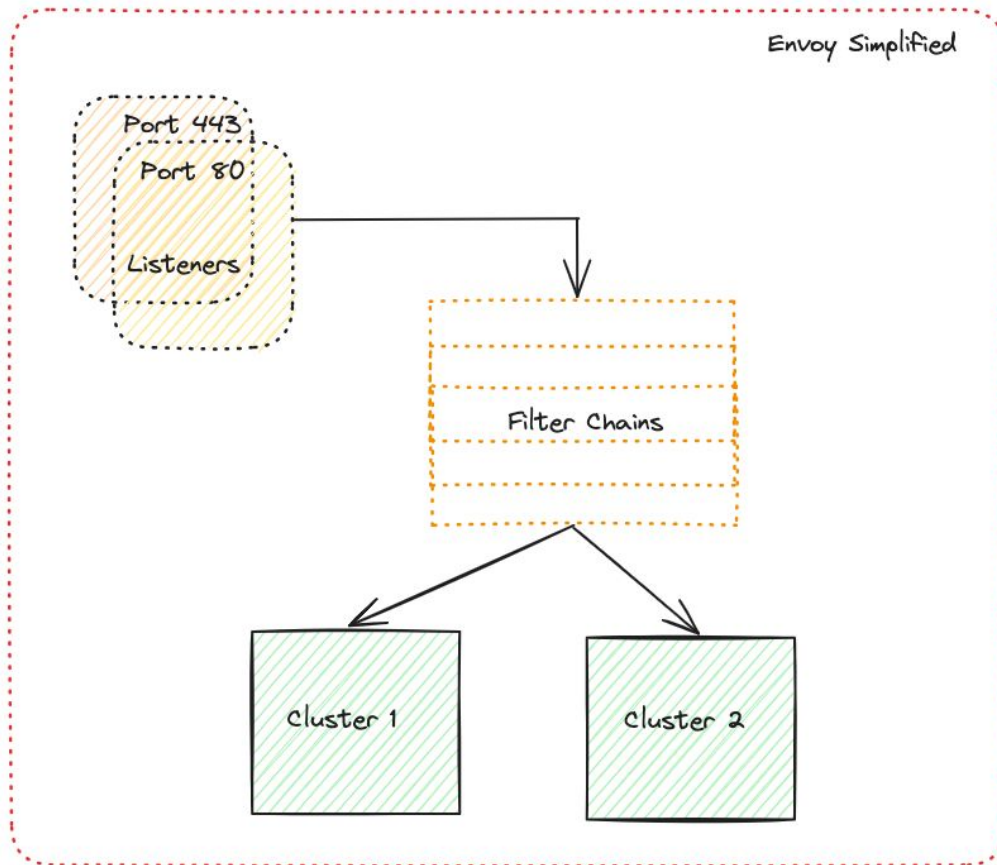 Envoy Simplified
Port 443
Port 80
Listeners
Filter Chains
Cluster 1
Cluster 2